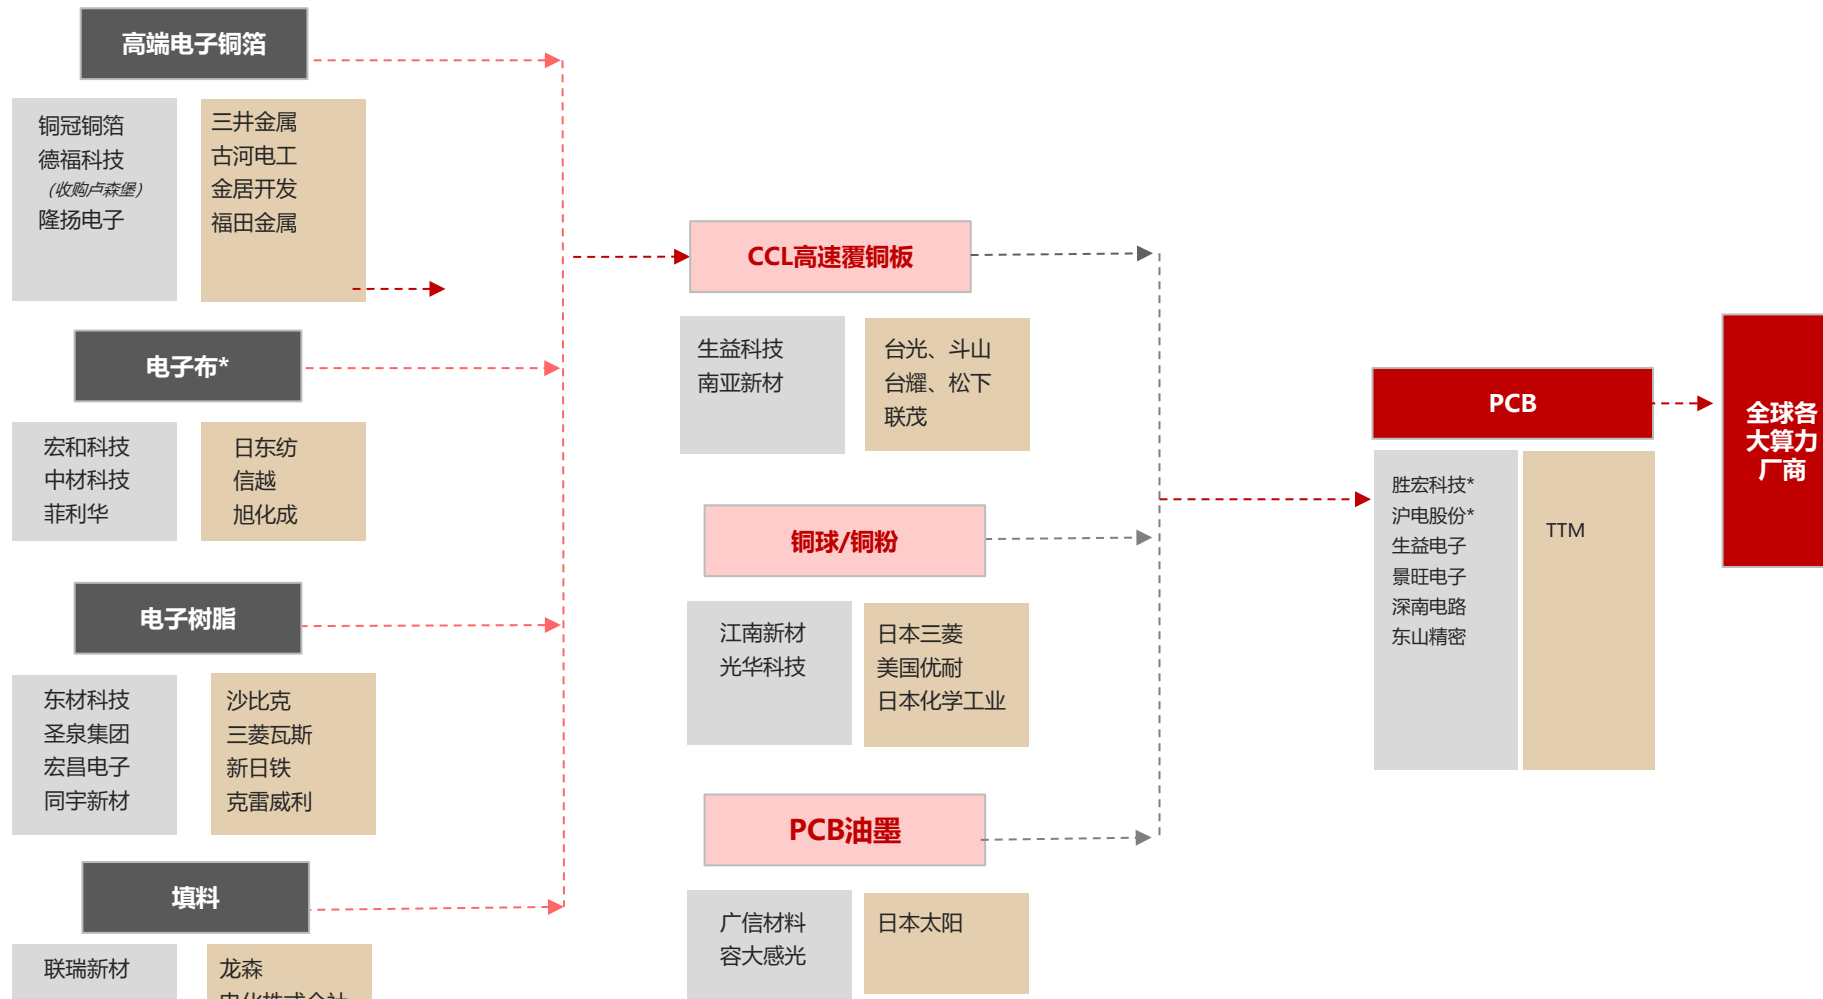 高端电子铜箔
铜冠铜箔
德福科技
（收购卢森堡）
隆扬电子
三井金属
古河电工
金居开发
福田金属
电子布*
宏和科技
中材科技
菲利华
日东纺
信越
旭化成
电子树脂
东材科技
圣泉集团
宏昌电子
同宇新材
沙比克
三菱瓦斯
新日铁
克雷威利
填料
联瑞新材
龙森
电化株式会社
CCL高速覆铜板
生益科技
南亚新材
台光、斗山
台耀、松下
联茂
铜球/铜粉
江南新材
光华科技
日本三菱
美国优耐
日本化学工业
PCB油墨
广信材料
容大感光
日本太阳
PCB
胜宏科技*
沪电股份*
生益电子
景旺电子
深南电路
东山精密
TTM
全球各
大算力
厂商